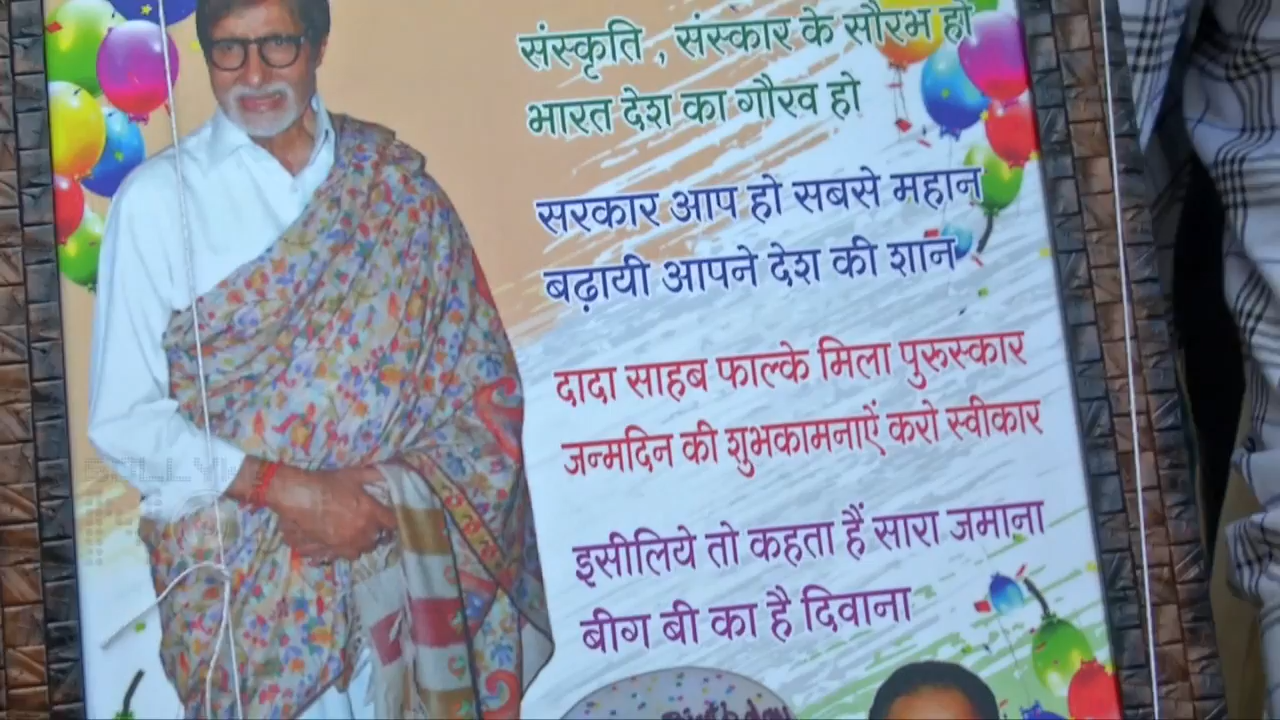 संस्कृति , संस्कार के सौरभ हो
भारत देश का गौरव हो
सरकार आप हो सबसे महान
बढ़ायी आपने देश की शान
दादा साहब फाल्के मिला पुरुस्कार
जन्मदिन की शुभकामनाऐं करो स्वीकार
इसीलिये तो कहता हैं सारा जमाना
बीग बी का है दिवाना